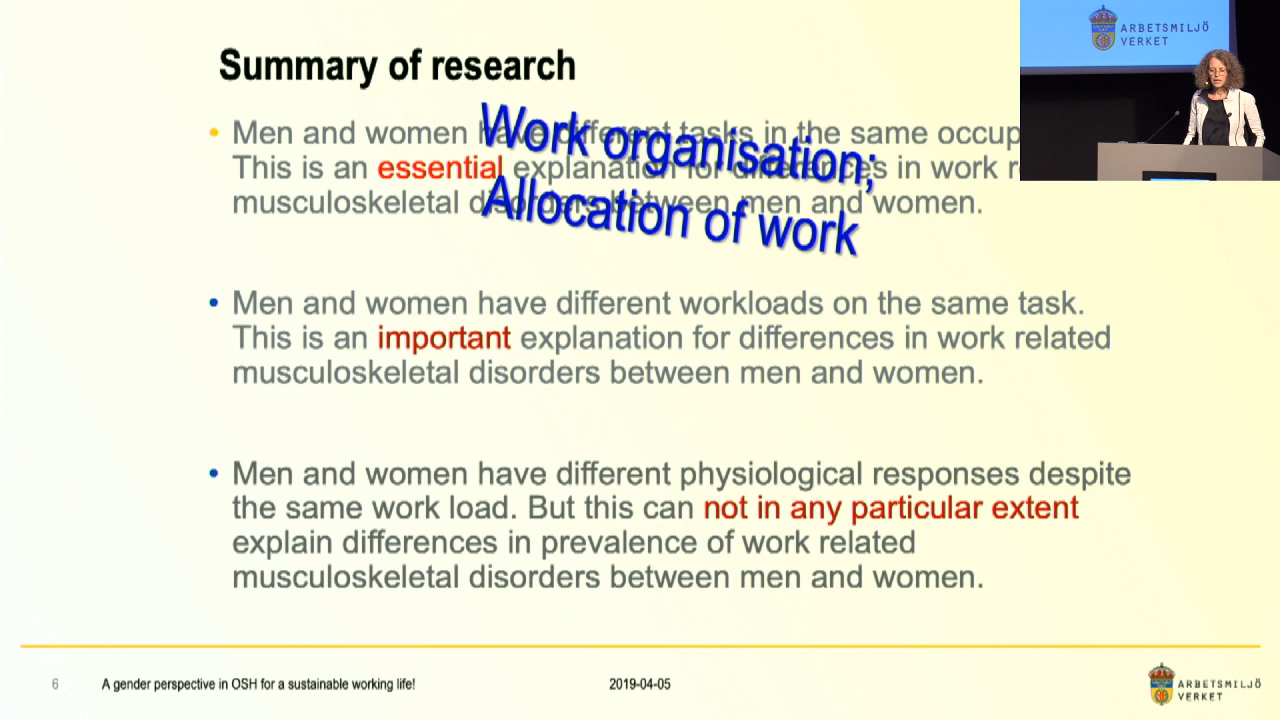 Summary of research
• Men and women have different tasks in the same occup
This is an essential explanation for differences in work r
musculoskeletal disorders between men and women.
Work organisation;
Allocation of work
• Men and women have different workloads on the same task.
This is an important explanation for differences in work related
musculoskeletal disorders between men and women.
• Men and women have different physiological responses despite
the same work load. But this can not in any particular extent
explain differences in prevalence of work related
musculoskeletal disorders between men and women.
6 A gender perspective in OSH for a sustainable working life! 2019-04-05
ARBETSMILJÖ
VERKET
ARBETSMILJÖ
VERKET